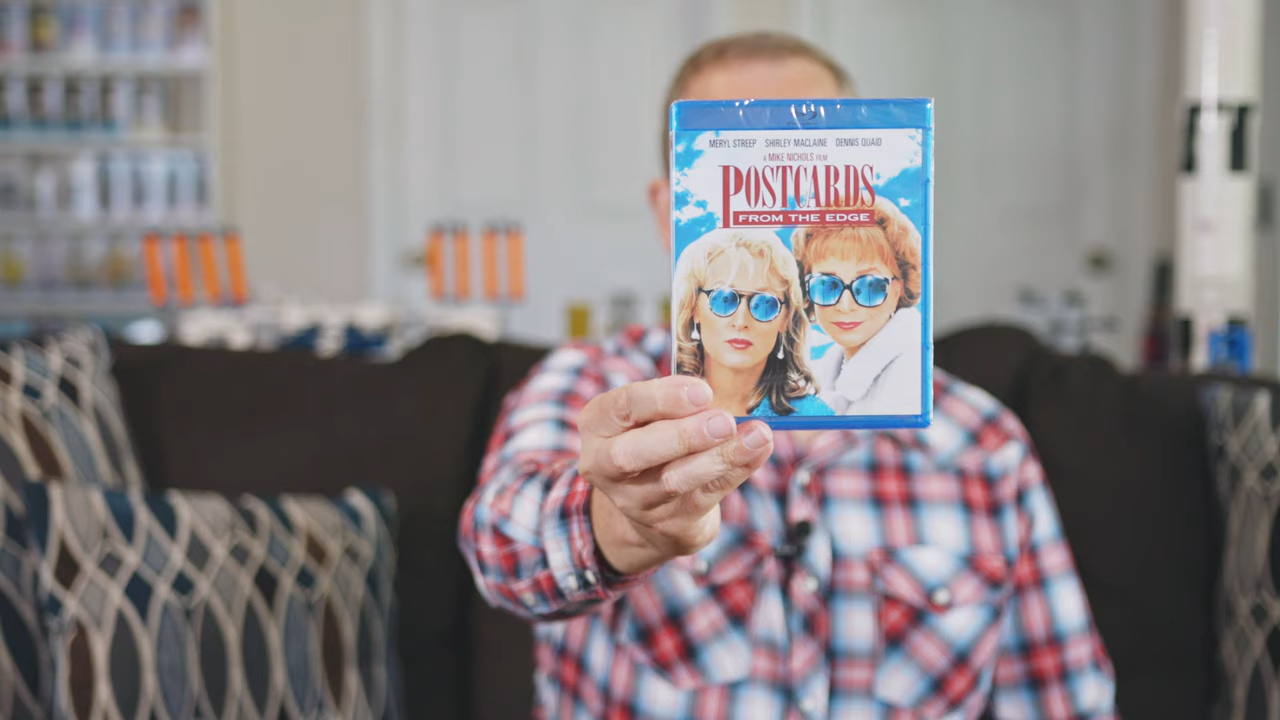 MERYL STREEP SHIRLEY MACLAINE DENNIS QUAID
A MIKE NICHOLS FILM
POSTCARDS
FROM THE EDGE